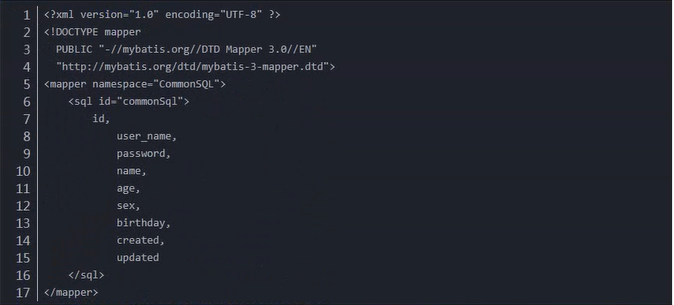 1 <?xml version="1.0" encoding="UTF-8" ?>
2 <!DOCTYPE mapper
3   PUBLIC "-//mybatis.org//DTD Mapper 3.0//EN"
4   "http://mybatis.org/dtd/mybatis-3-mapper.dtd">
5 <mapper namespace="CommonSQL">
6     <sql id="commonSql">
7         id,
8             user_name,
9             password,
10             name,
11             age,
12             sex,
13             birthday,
14             created,
15             updated
16     </sql>
17 </mapper>